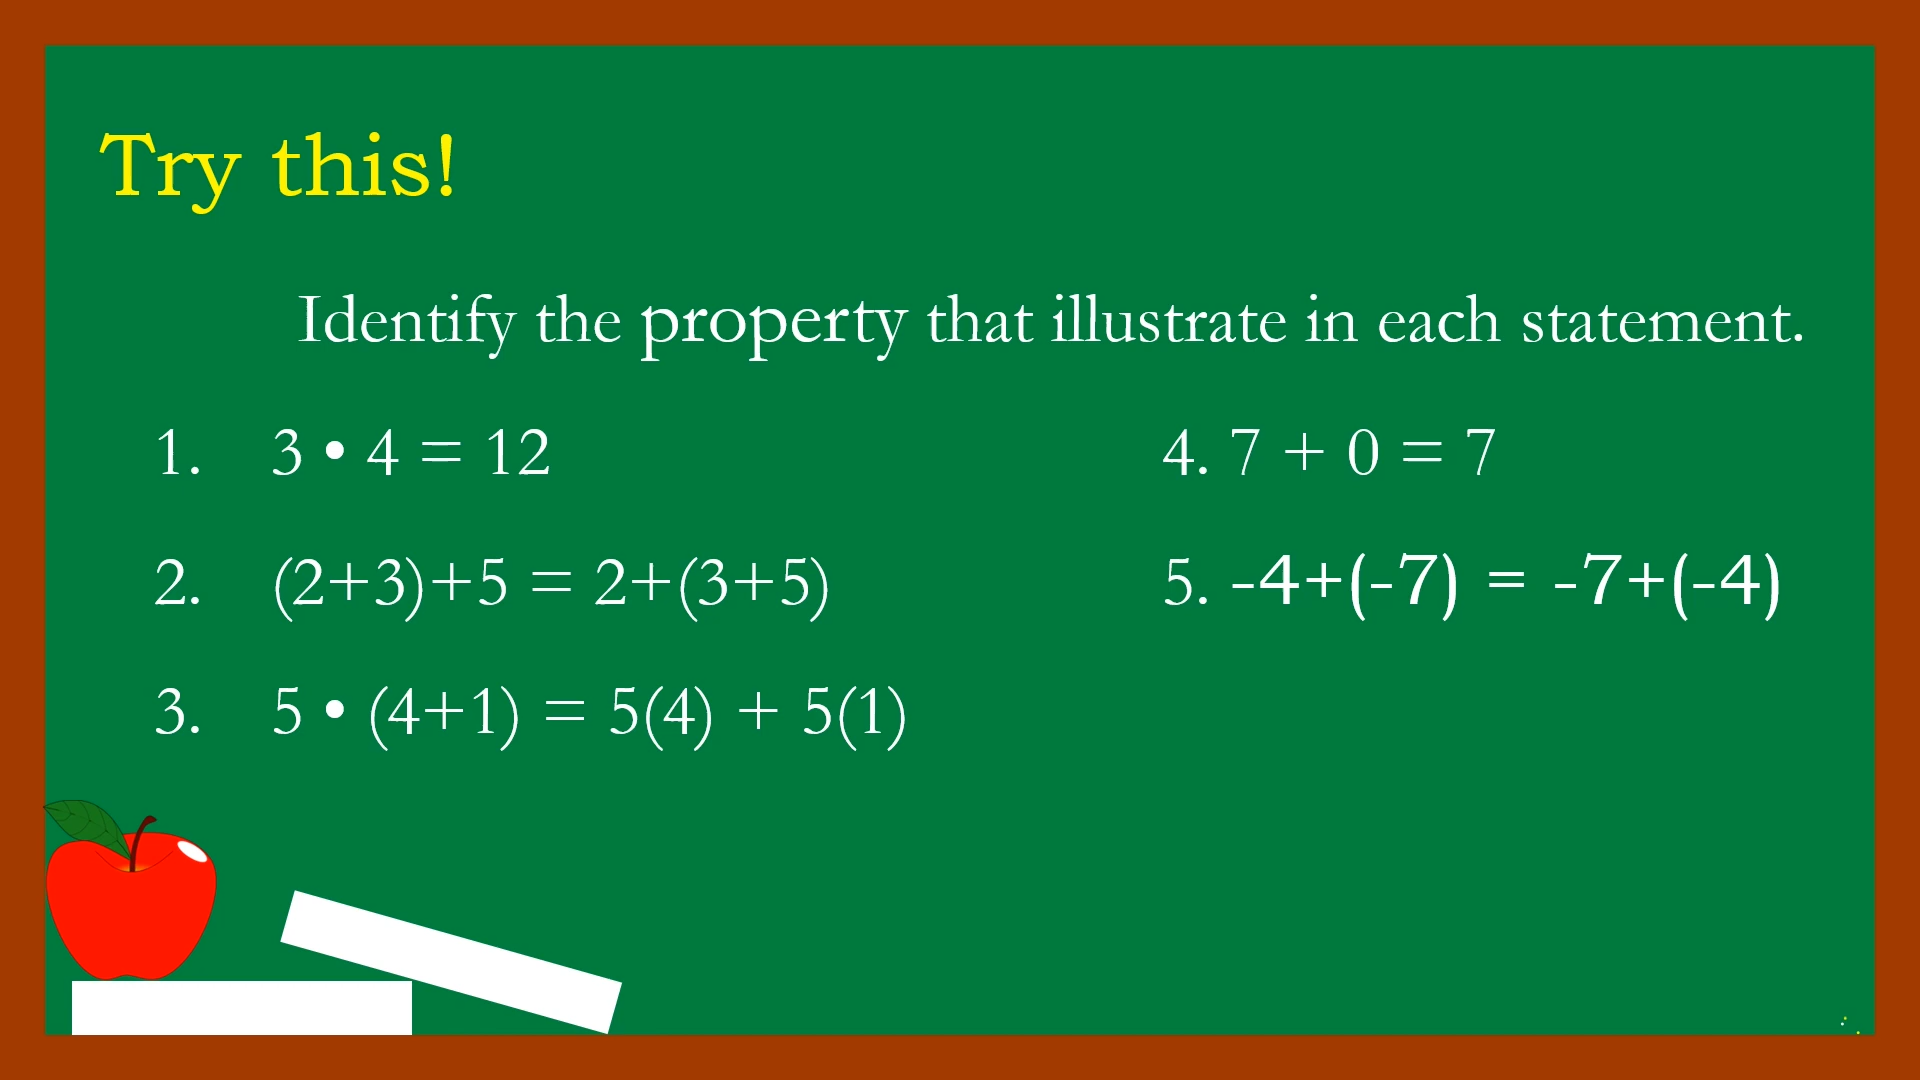 Try this!
Identify the property that illustrate in each statement.
1. 3 • 4 = 12
2. (2+3)+5 = 2+(3+5)
3. 5 • (4+1) = 5(4) + 5(1)
4. 7 + 0 = 7
5. -4+(-7) = -7+(-4)